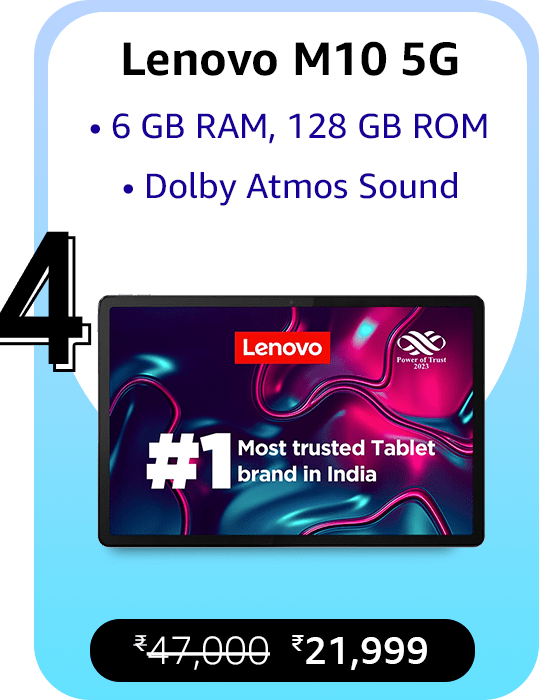 Lenovo M10 5G
• 6 GB RAM, 128 GB ROM
• Dolby Atmos Sound
4
Lenovo
Power of Trust
2023
#1 Most trusted Tablet
brand in India
₹47,000 ₹21,999